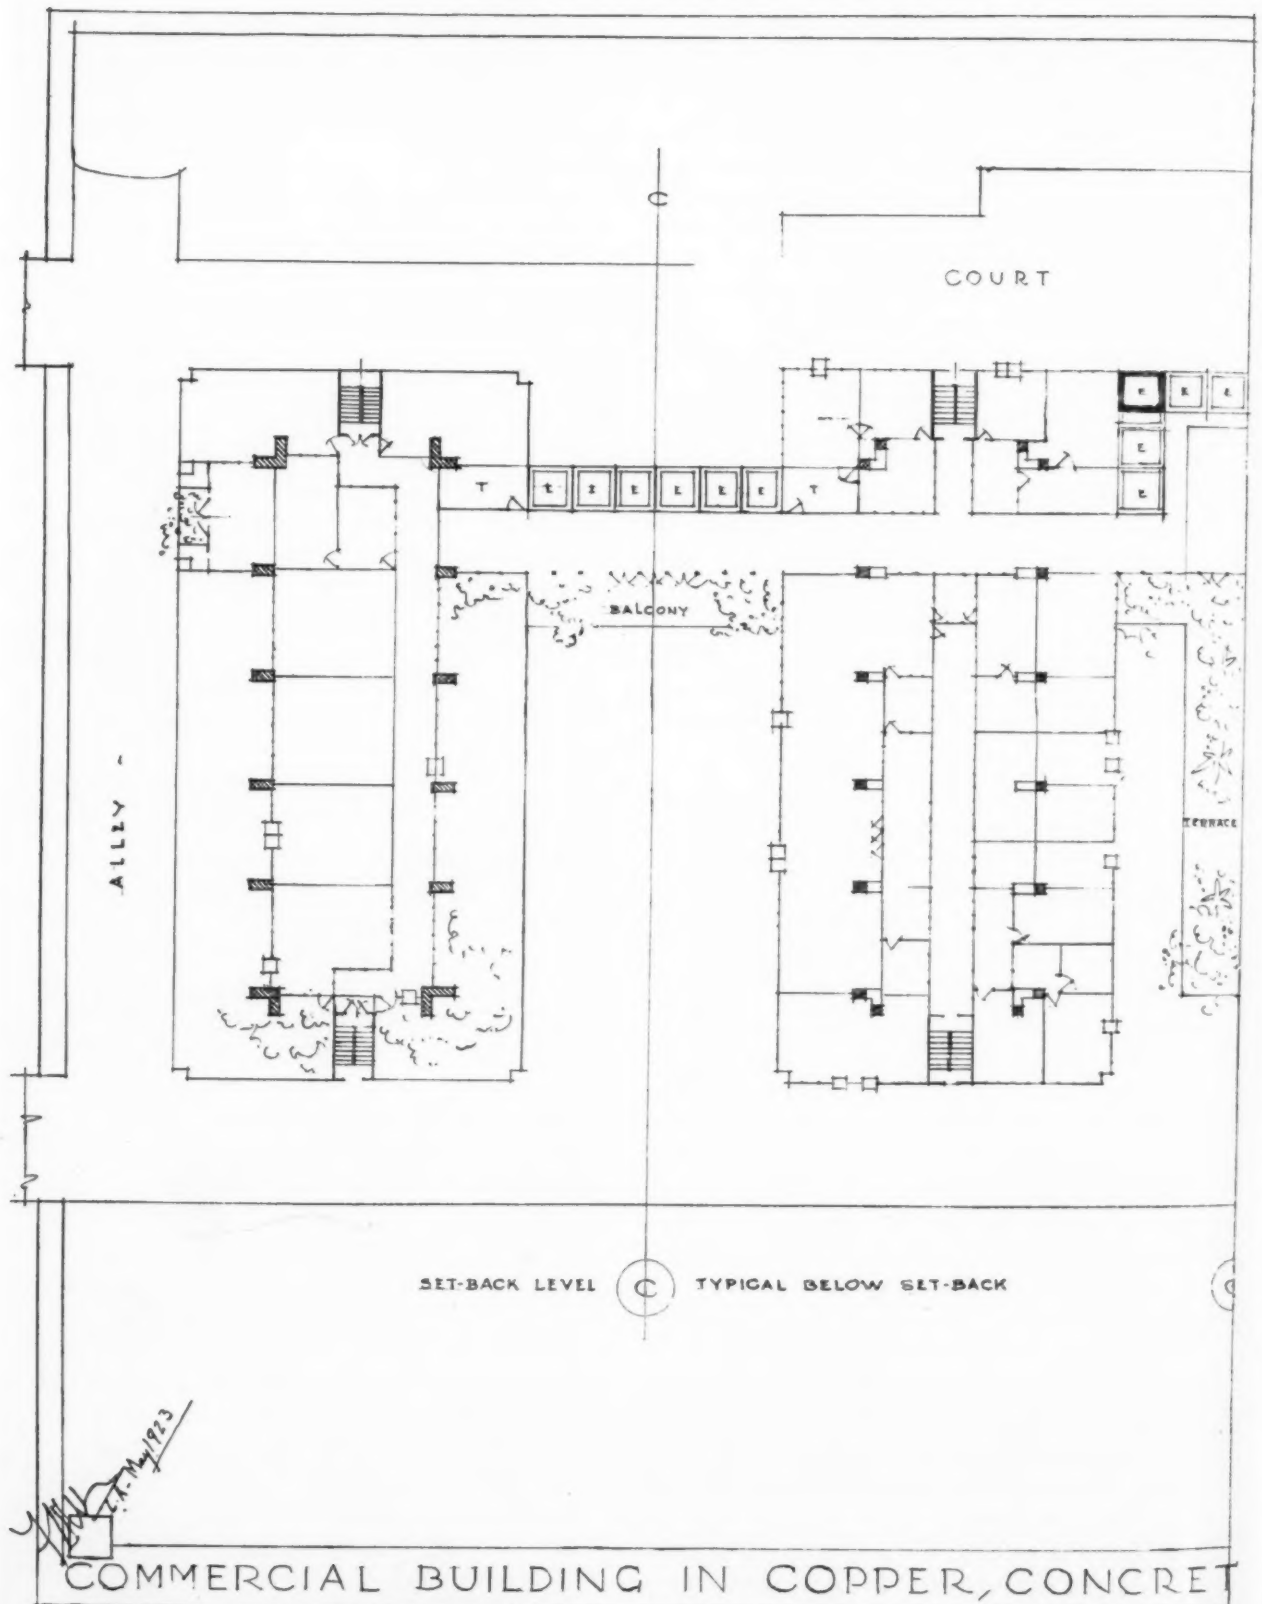 C
COURT
E E E
E
E
T E E E E E E T
BALCONY
ALLEY -
TERRACE
SET-BACK LEVEL C TYPICAL BELOW SET-BACK
L.A. May 1923
COMMERCIAL BUILDING IN COPPER, CONCRET